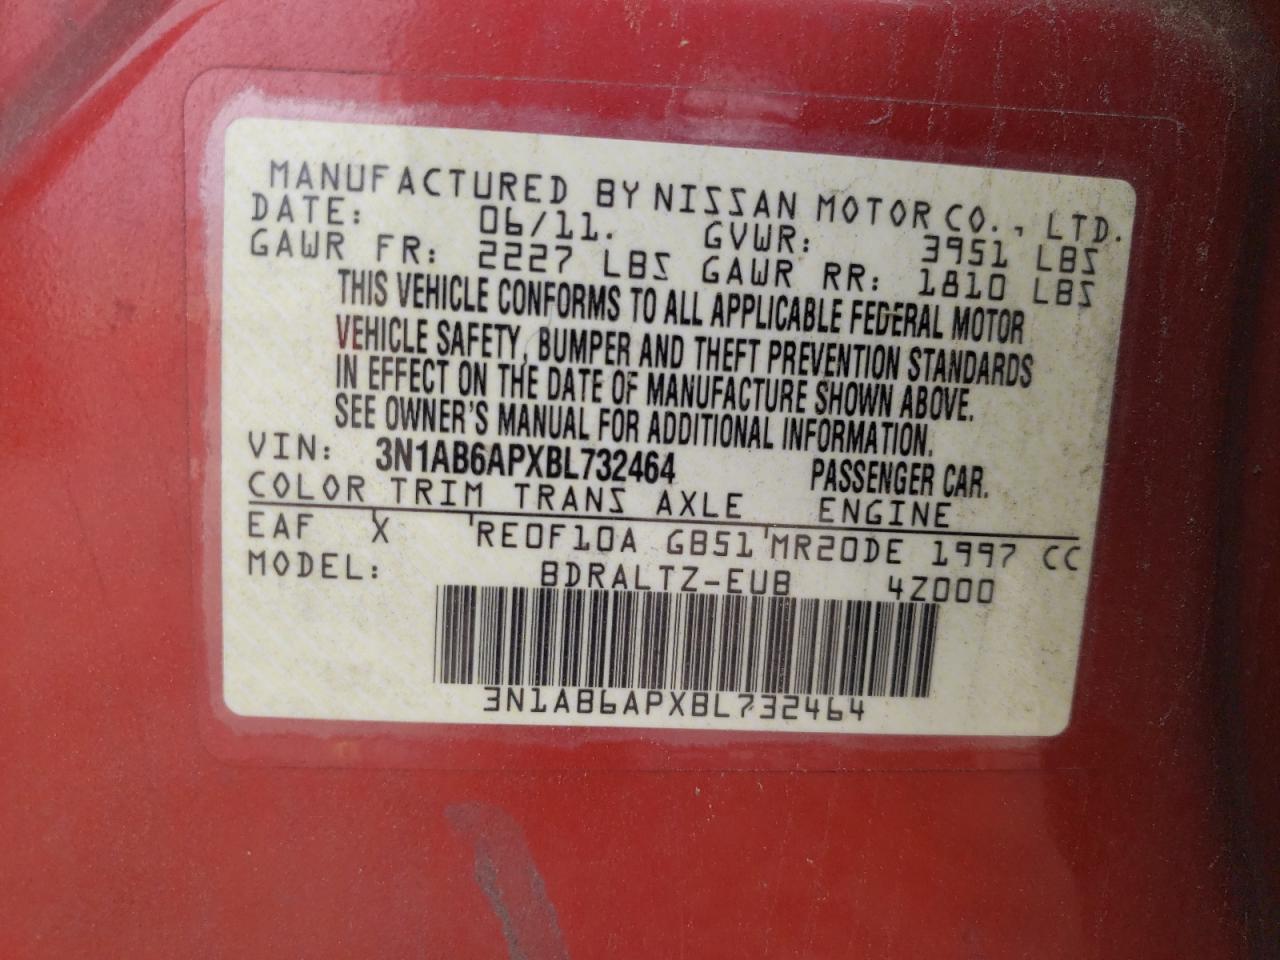 MANUFACTURED BY NISSAN MOTOR CO., LTD.
DATE: 06/11. GVWR: 3951 LBS
GAWR FR: 2227 LBS GAWR RR: 1810 LBS
THIS VEHICLE CONFORMS TO ALL APPLICABLE FEDERAL MOTOR
VEHICLE SAFETY, BUMPER AND THEFT PREVENTION STANDARDS
IN EFFECT ON THE DATE OF MANUFACTURE SHOWN ABOVE.
SEE OWNER'S MANUAL FOR ADDITIONAL INFORMATION.
VIN: 3N1AB6APXBL732464 PASSENGER CAR.
COLOR TRIM TRANS AXLE ENGINE
EAF X RE0F10A GB51 MR20DE 1997 CC
MODEL: BDRALTZ-EUB 4Z000
3N1AB6APXBL732464